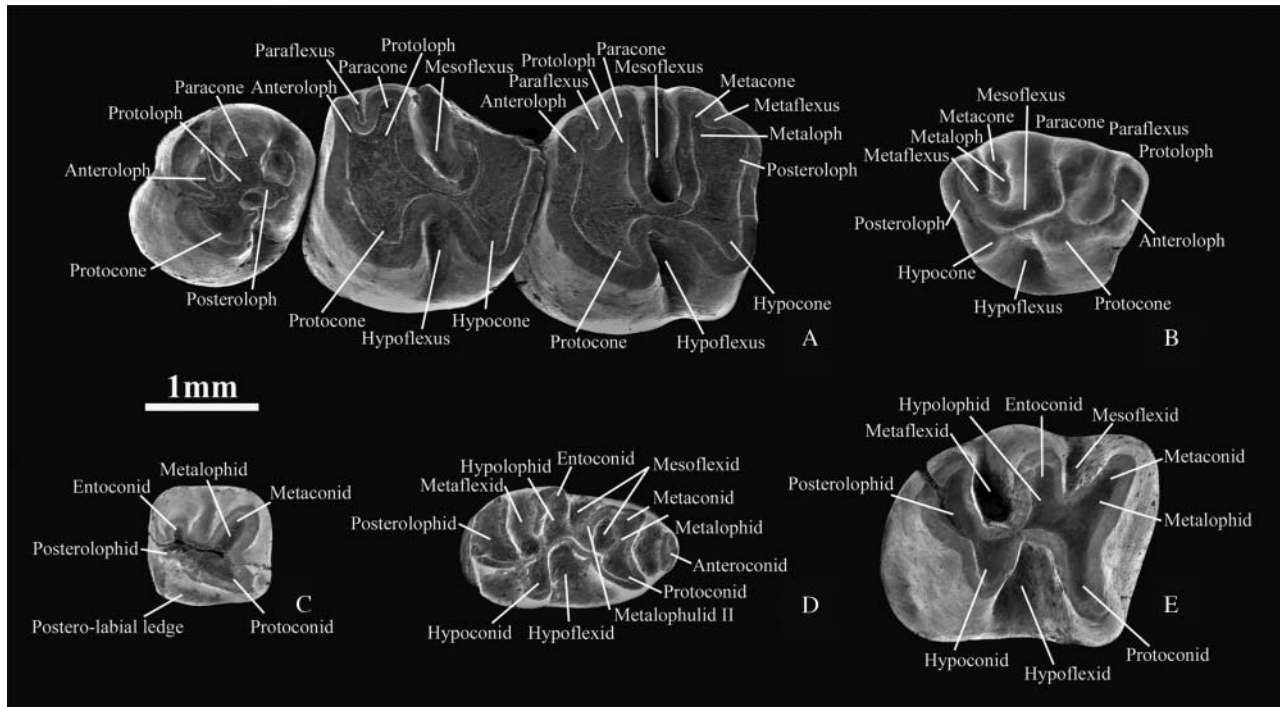 Paraflexus
Protoloph
Paracone
Mesoflexus
Anteroloph
Paracone
Protoloph
Anteroloph
Protocone
Posteroloph
Protocone
Hypoflexus
Hypocone
Paracone
Protoloph
Mesoflexus
Paraflexus
Anteroloph
Metacone
Metaflexus
Metaloph
Posteroloph
Hypocone
Protocone
Hypoflexus
A
Mesoflexus
Metacone
Paracone
Metaloph
Paraflexus
Metaflexus
Protoloph
Posteroloph
Anteroloph
Hypocone
Hypoflexus
Protocone
B
1mm
Metalophid
Entoconid
Metaconid
Posterolophid
Postero-labial ledge
Protoconid
C
Entoconid
Hypolophid
Mesoflexid
Metaflexid
Metaconid
Posterolophid
Metalophid
Anteroconid
Protoconid
Metalophulid II
Hypoconid
Hypoflexid
D
Hypolophid
Entoconid
Mesoflexid
Metaflexid
Metaconid
Posterolophid
Metalophid
Hypoconid
Hypoflexid
Protoconid
E